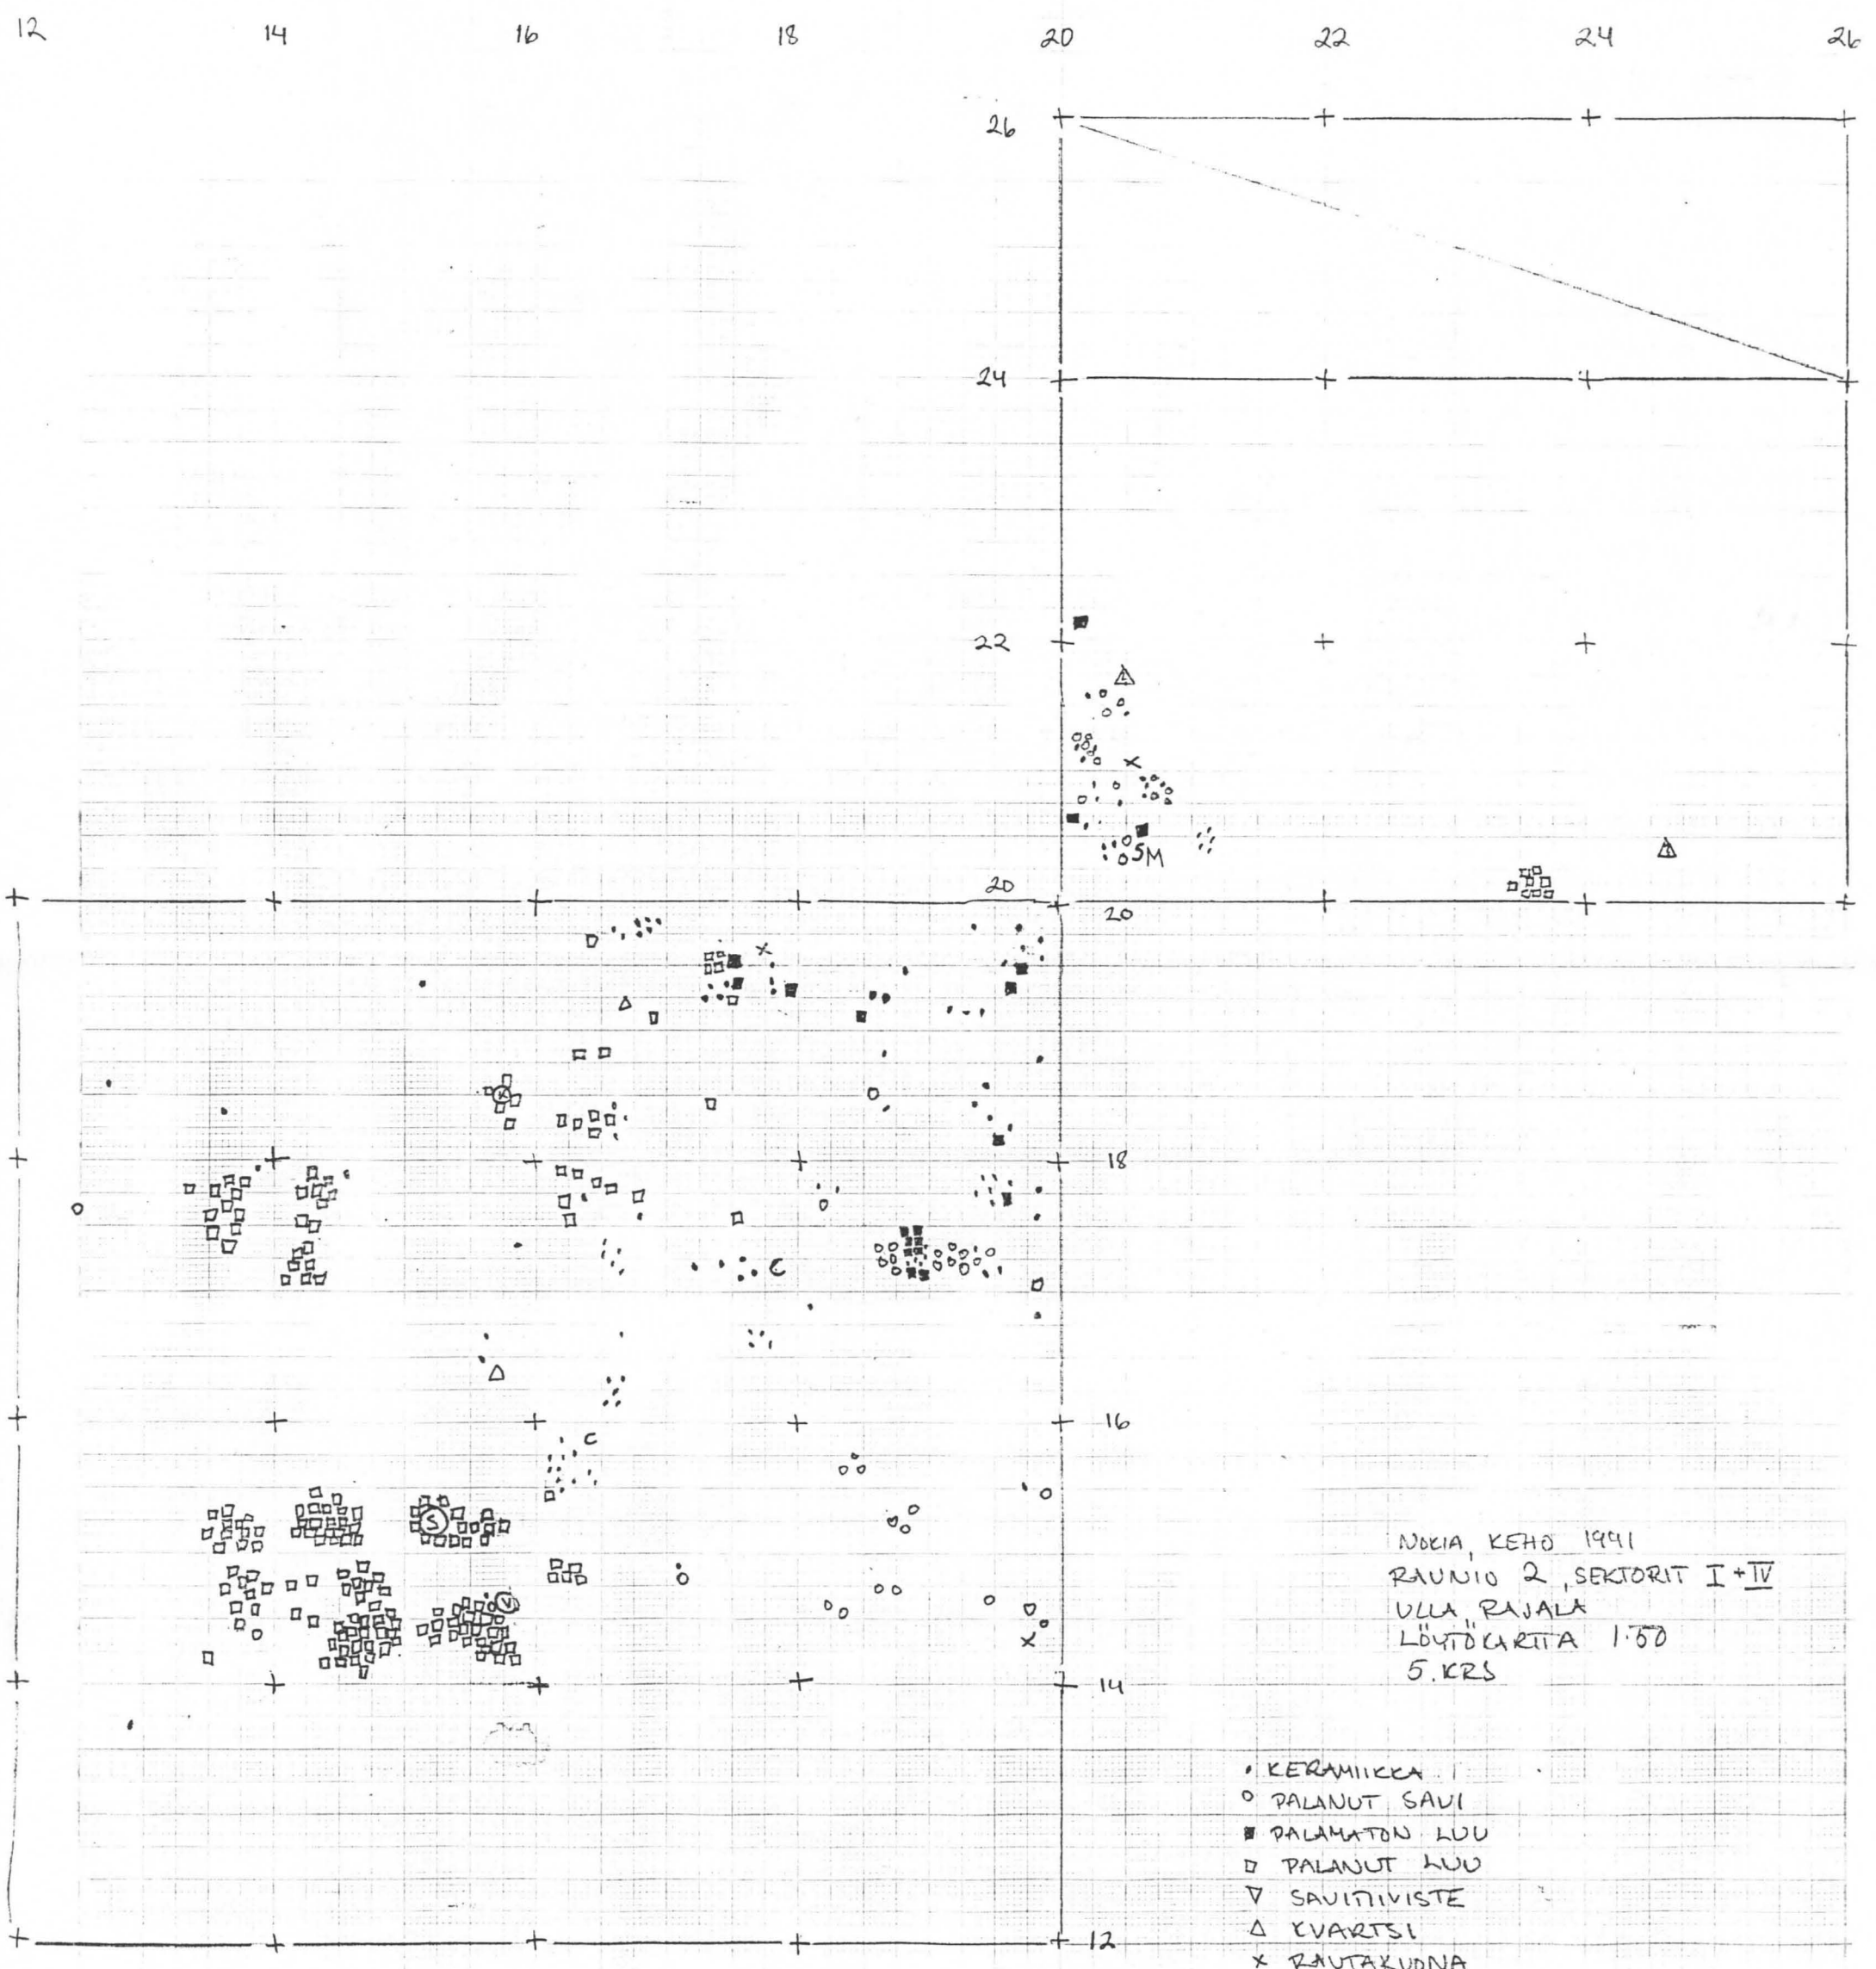 12 14 16 18 20 22 24 26
26
24
22
SM
20
20
K
18
C
16
C
S
V
14
12
NOKIA, KEHO 1991
RAUNIO 2, SEKTORIT I + IV
ULLA RAJALA
LÖYTÖKARTTA 1:50
5. KRS
KERAMIIKKA
PALANUT SAVI
PALAMATON LUU
PALANUT LUU
SAVITIIVISTE
KVARTSI
RAUTAKUONA